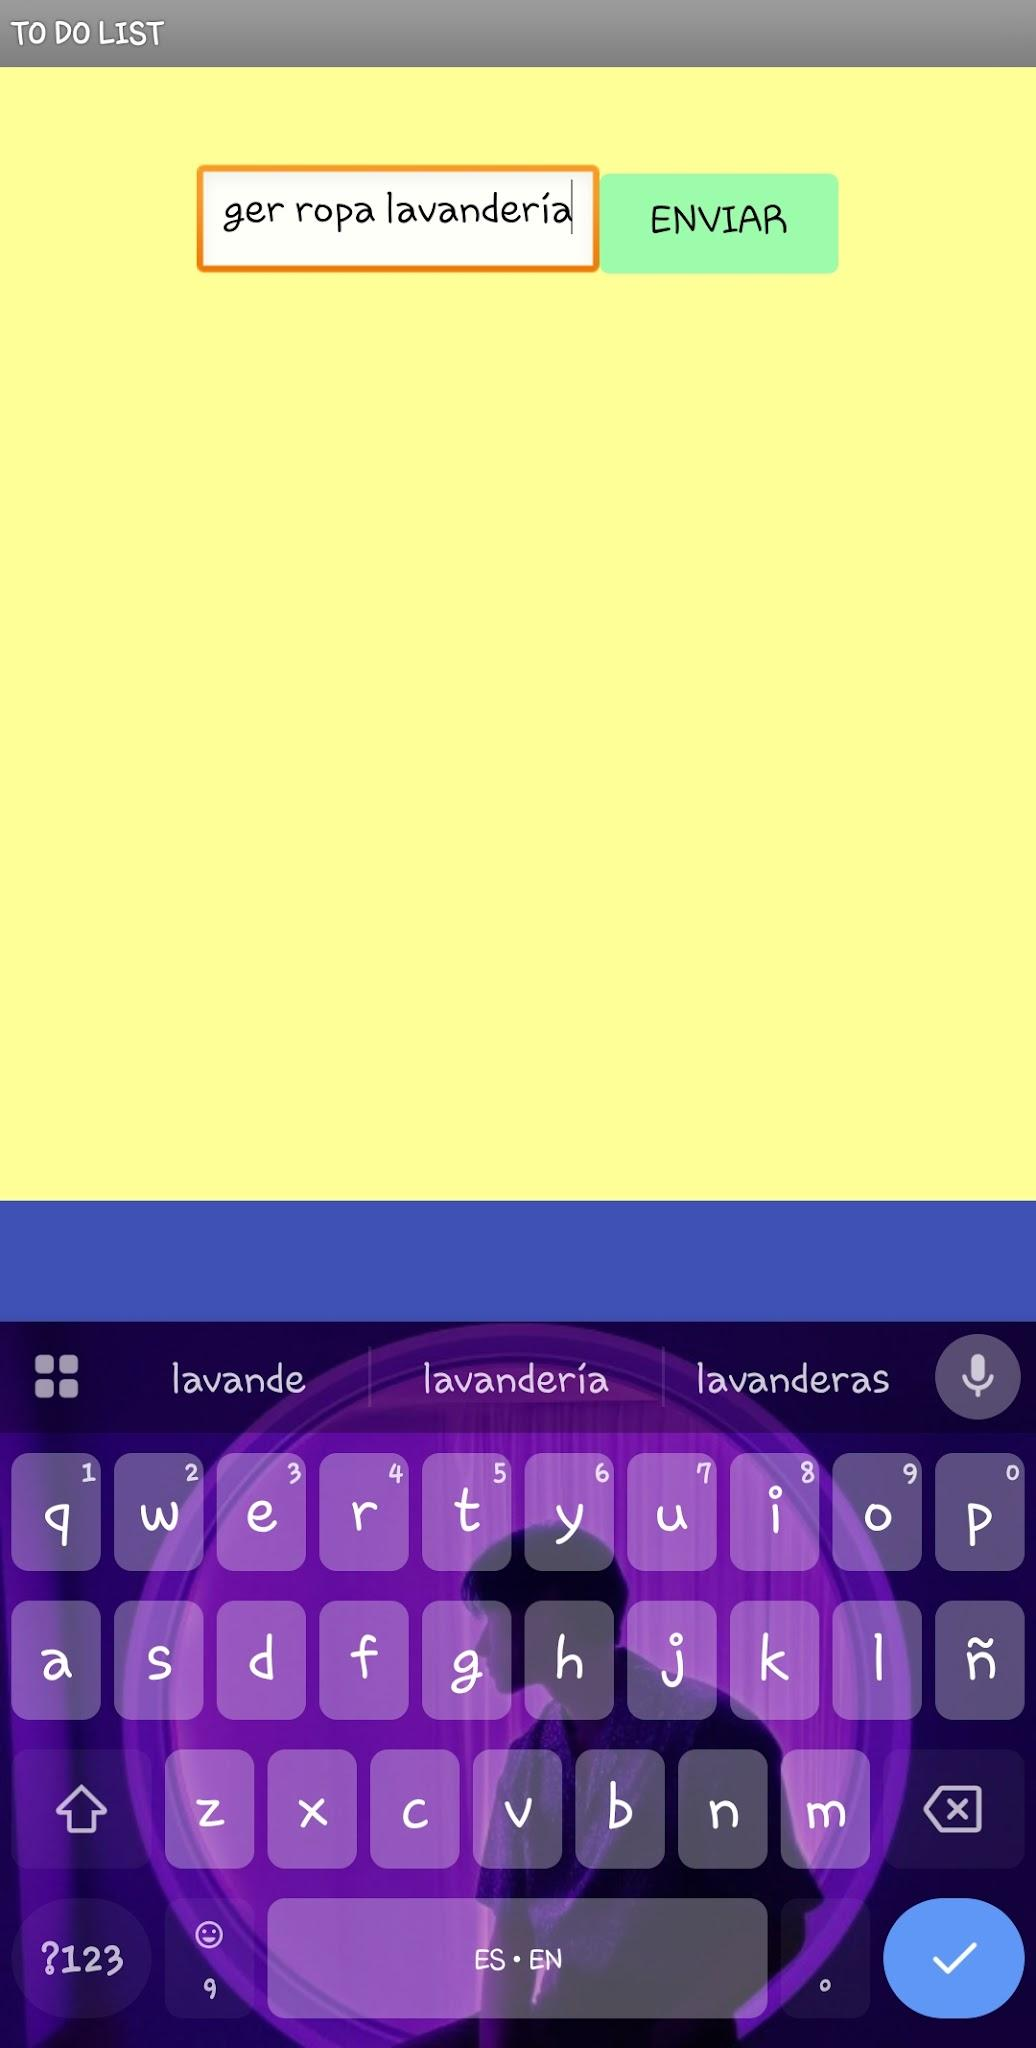 TO DO LIST
ger ropa lavandería
ENVIAR
lavande
lavandería
lavanderas
1 2 3 4 5 6 7 8 9 0
q w e r t y u i o p
a s d f g h j k l ñ
z x c v b n m
?123 , ES • EN .